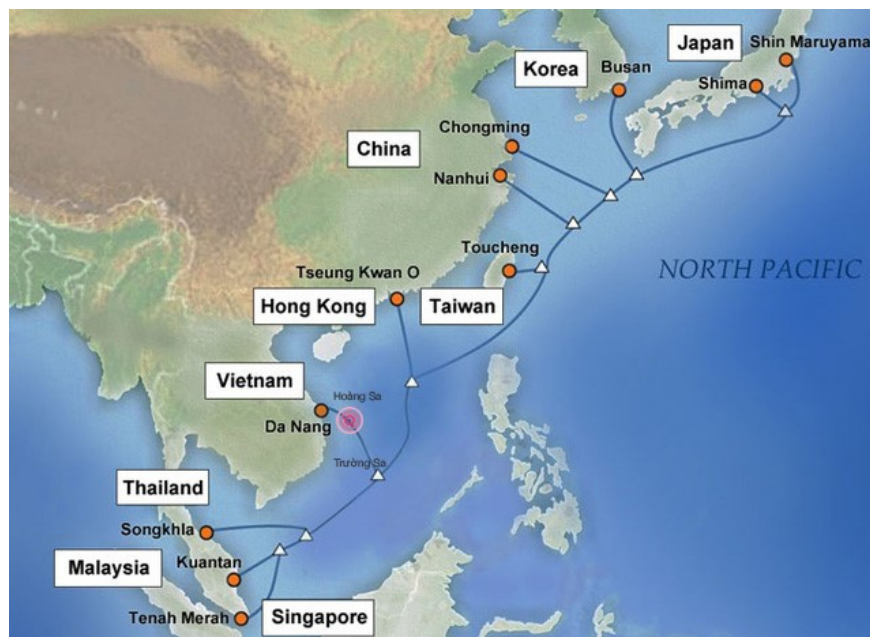 Japan
Shin Maruyama
Korea
Busan
Shima
Chongming
China
Nanhui
Toucheng
NORTH PACIFIC
Tseung Kwan O
Hong Kong
Taiwan
Vietnam
Hoàng Sa
Da Nang
Trường Sa
Thailand
Songkhla
Kuantan
Malaysia
Tenah Merah
Singapore